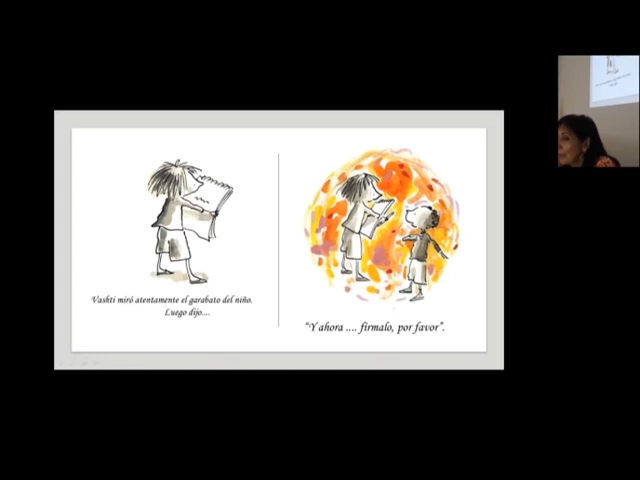 Vashti miró atentamente el garabato del niño.
Luego dijo....
"Y ahora .... fírmalo, por favor".